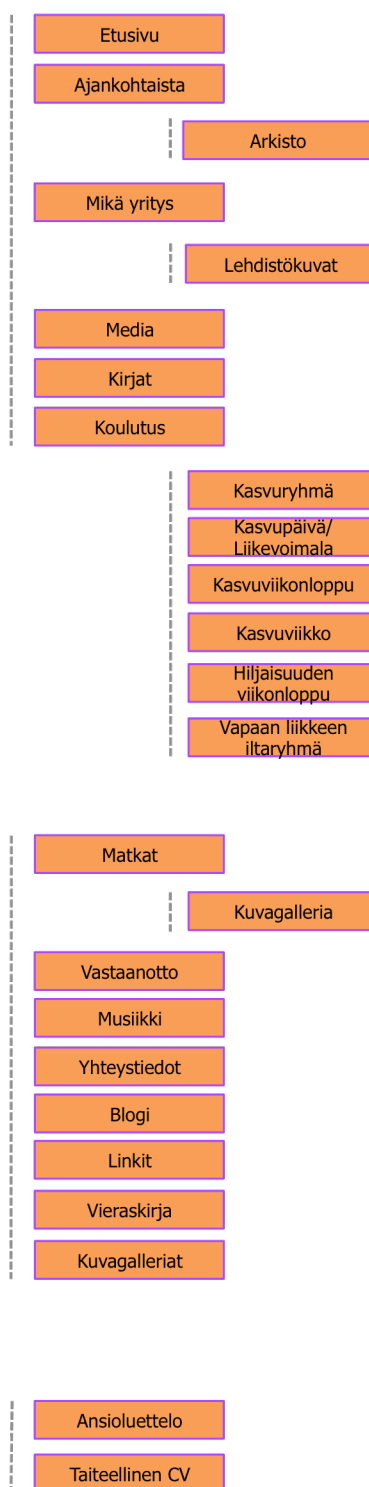 Etusivu
Ajankohtaista
Arkisto
Mikä yritys
Lehdistökuvat
Media
Kirjat
Koulutus
Kasvuryhmä
Kasvupäivä/
Liikevoimala
Kasvuviikonloppu
Kasvuviikko
Hiljaisuuden
viikonloppu
Vapaan liikkeen
iltaryhmä
Matkat
Kuvagalleria
Vastaanotto
Musiikki
Yhteystiedot
Blogi
Linkit
Vieraskirja
Kuvagalleriat
Ansioluettelo
Taiteellinen CV